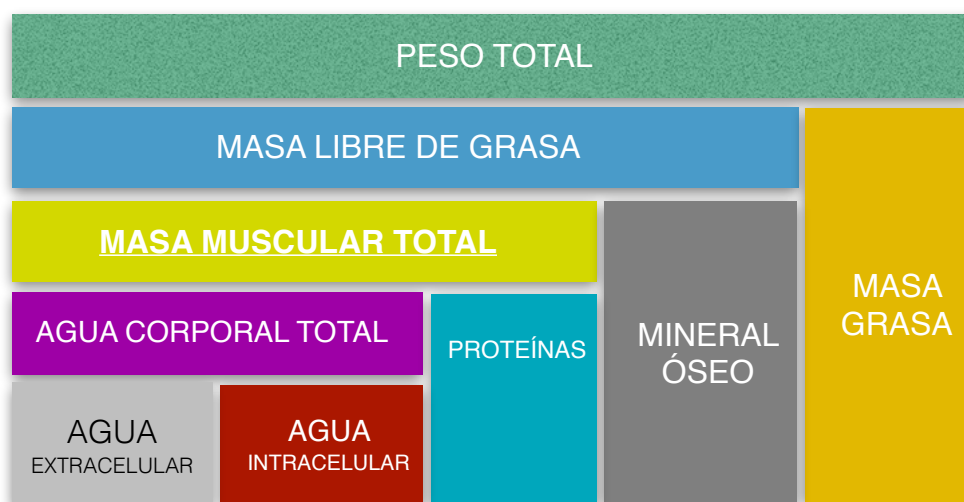 PESO TOTAL
MASA LIBRE DE GRASA
MASA MUSCULAR TOTAL
AGUA CORPORAL TOTAL
PROTEÍNAS
MINERAL
ÓSEO
MASA
GRASA
AGUA
EXTRACELULAR
AGUA
INTRACELULAR